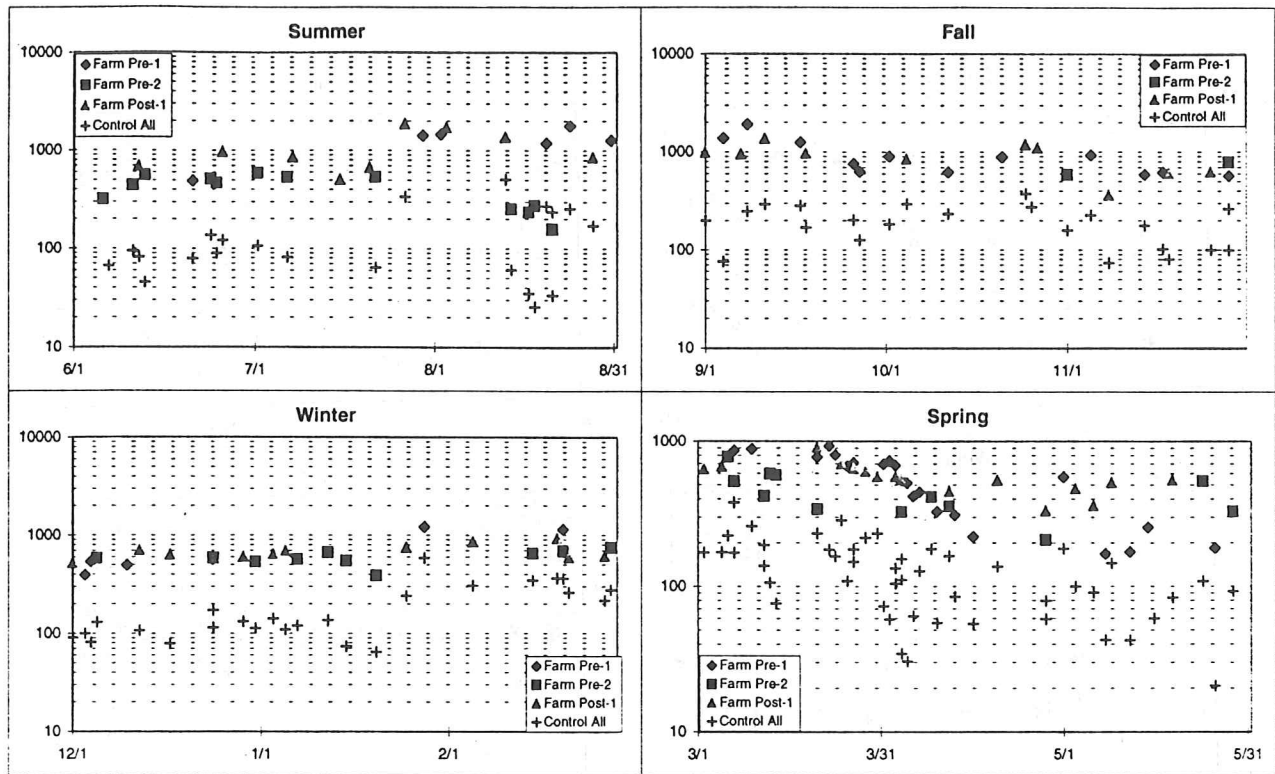 Summer
10000
1000
100
10
Farm Pre-1
Farm Pre-2
Farm Post-1
Control All
6/1 7/1 8/1 8/31
Fall
10000
1000
100
10
Farm Pre-1
Farm Pre-2
Farm Post-1
Control All
9/1 10/1 11/1
Winter
10000
1000
100
10
Farm Pre-1
Farm Pre-2
Farm Post-1
Control All
12/1 1/1 2/1
Spring
1000
100
10
Farm Pre-1
Farm Pre-2
Farm Post-1
Control All
3/1 3/31 5/1 5/31